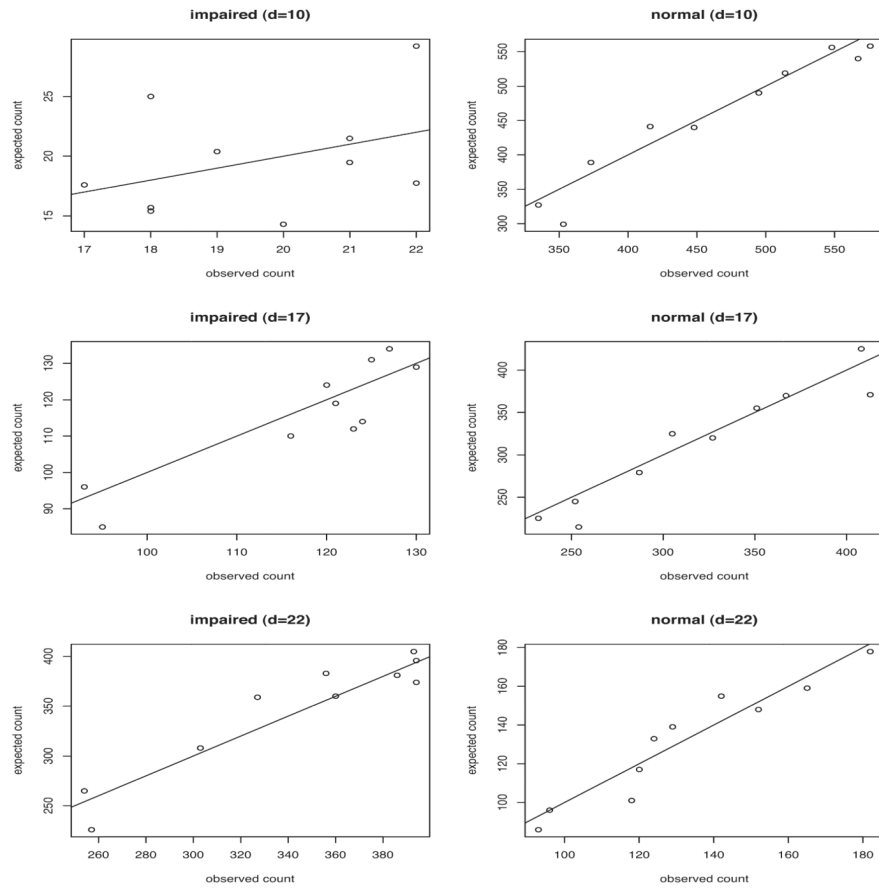 impaired (d=10)
expected count
25
20
15
17 18 19 20 21 22
observed count
normal (d=10)
expected count
550
500
450
400
350
300
350 400 450 500 550
observed count
impaired (d=17)
expected count
130
120
110
100
90
100 110 120 130
observed count
normal (d=17)
expected count
400
350
300
250
250 300 350 400
observed count
impaired (d=22)
expected count
400
350
300
250
260 280 300 320 340 360 380
observed count
normal (d=22)
expected count
180
160
140
120
100
100 120 140 160 180
observed count